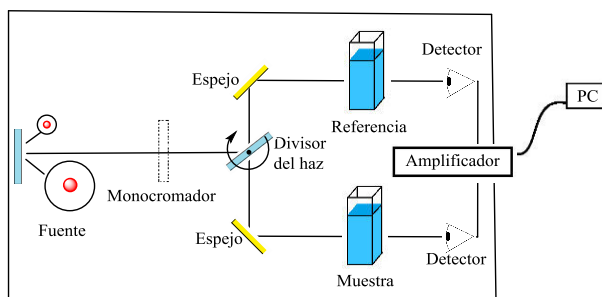 Espejo
Detector
Referencia
PC
Divisor
del haz
Amplificador
Monocromador
Fuente
Espejo
Detector
Muestra